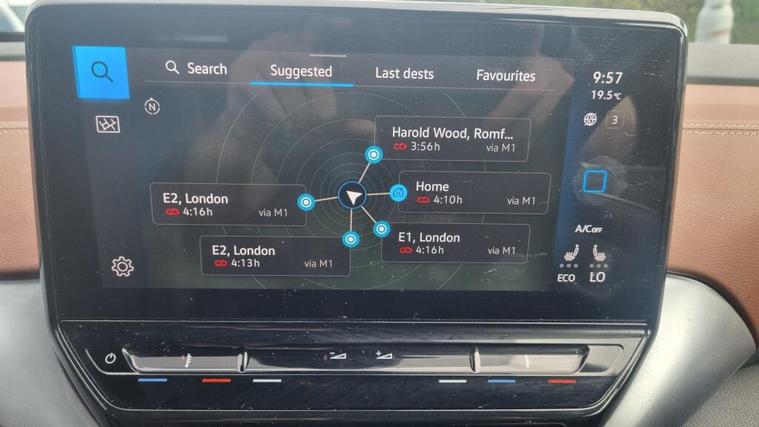 Search
Suggested
Last dests
Favourites
9:57
19.5°C
N
3
Harold Wood, Romf...
3:56h via M1
Home
4:10h via M1
E2, London
4:16h via M1
E1, London
4:16h via M1
E2, London
4:13h via M1
A/C OFF
ECO LO